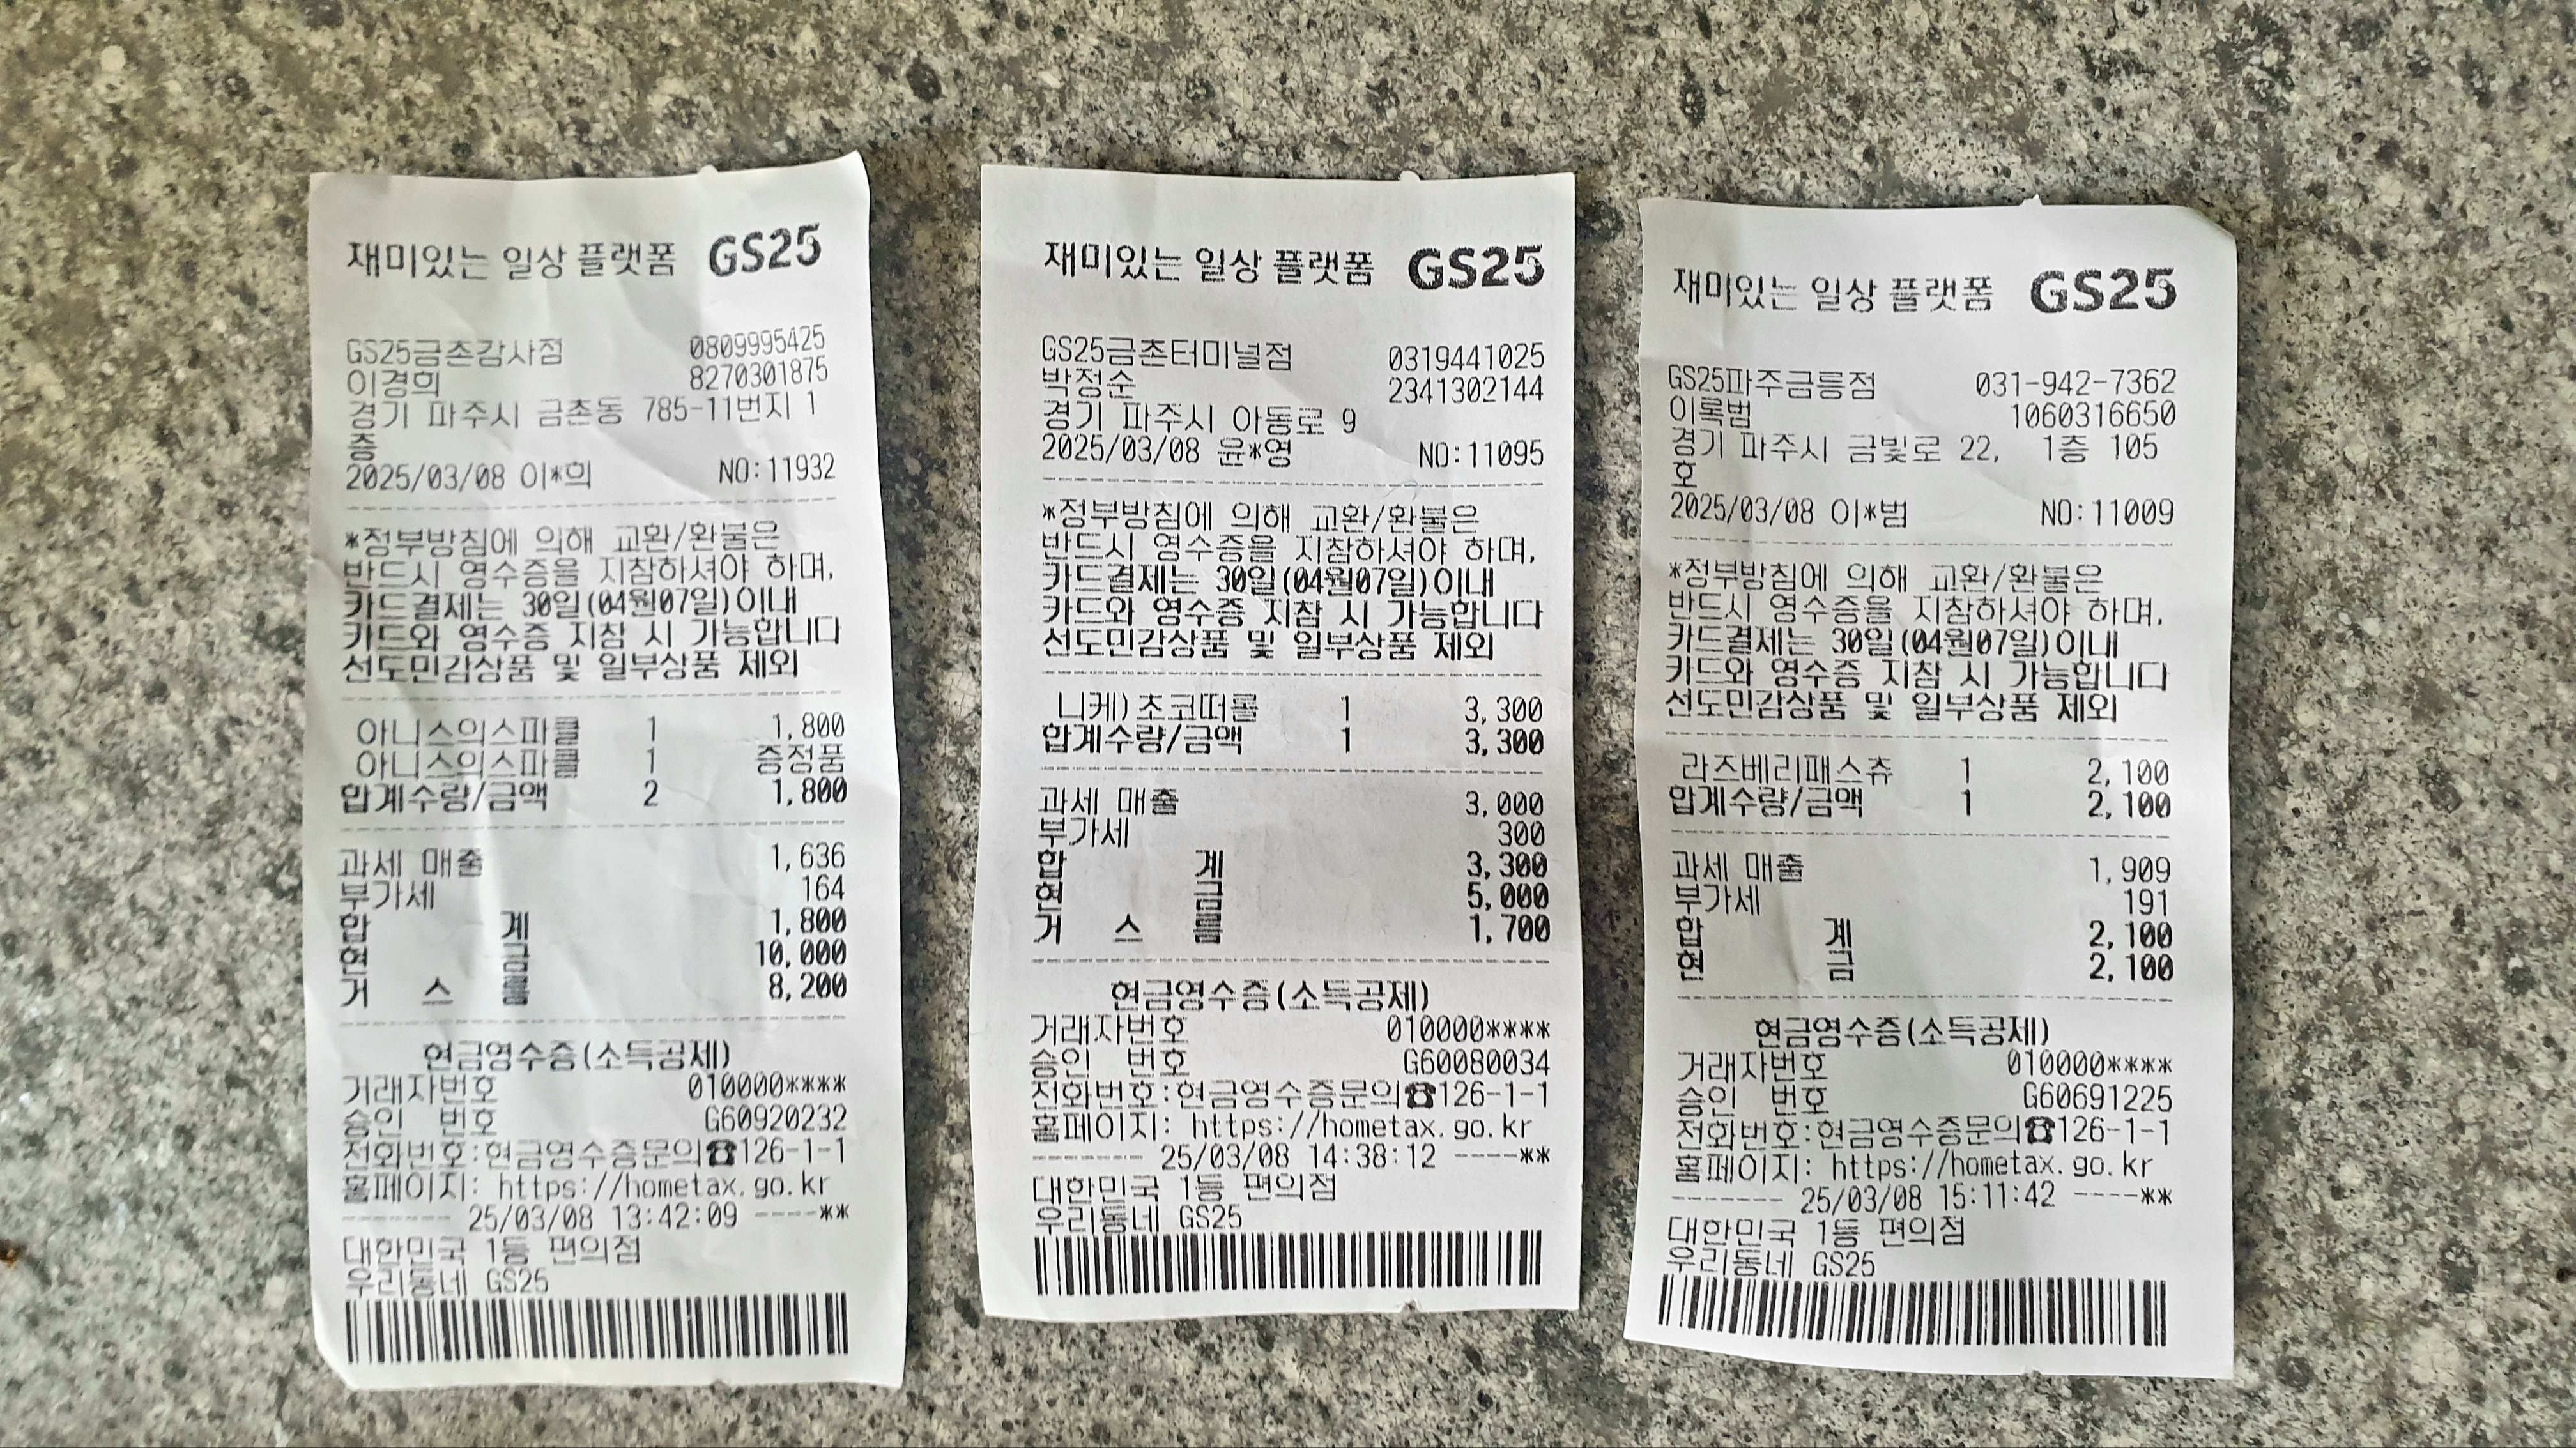 재미있는 일상 플랫폼 GS25
GS25금촌감사점 0809995425
이경희 8270301875
경기 파주시 금촌동 785-11번지 1
층
2025/03/08 이*희 NO:11932
*정부방침에 의해 교환/환불은
반드시 영수증을 지참하셔야 하며,
카드결제는 30일(04월07일)이내
카드와 영수증 지참 시 가능합니다
선도민감상품 및 일부상품 제외
아니스의스파클 1 1,800
아니스의스파클 1 증정품
합계수량/금액 2 1,800
과세 매출 1,636
부가세 164
합 계 1,800
현 금 10,000
거 스 름 8,200
현금영수증(소득공제)
거래자번호 010000****
승인 번호 G60920232
전화번호:현금영수증문의☎126-1-1
홈페이지: https://hometax.go.kr
------- 25/03/08 13:42:09 ----**
대한민국 1등 편의점
우리동네 GS25
재미있는 일상 플랫폼 GS25
GS25금촌터미널점 0319441025
박정순 2341302144
경기 파주시 아동로 9
2025/03/08 윤*영 NO:11095
*정부방침에 의해 교환/환불은
반드시 영수증을 지참하셔야 하며,
카드결제는 30일(04월07일)이내
카드와 영수증 지참 시 가능합니다
선도민감상품 및 일부상품 제외
니케)초코떠롤 1 3,300
합계수량/금액 1 3,300
과세 매출 3,000
부가세 300
합 계 3,300
현 금 5,000
거 스 름 1,700
현금영수증(소득공제)
거래자번호 010000****
승인 번호 G60080034
전화번호:현금영수증문의☎126-1-1
홈페이지: https://hometax.go.kr
------- 25/03/08 14:38:12 ----**
대한민국 1등 편의점
우리동네 GS25
재미있는 일상 플랫폼 GS25
GS25파주금릉점 031-942-7362
이록범 1060316650
경기 파주시 금빛로 22, 1층 105
호
2025/03/08 이*범 NO:11009
*정부방침에 의해 교환/환불은
반드시 영수증을 지참하셔야 하며,
카드결제는 30일(04월07일)이내
카드와 영수증 지참 시 가능합니다
선도민감상품 및 일부상품 제외
라즈베리패스츄 1 2,100
합계수량/금액 1 2,100
과세 매출 1,909
부가세 191
합 계 2,100
현 금 2,100
현금영수증(소득공제)
거래자번호 010000****
승인 번호 G60691225
전화번호:현금영수증문의☎126-1-1
홈페이지: https://hometax.go.kr
------- 25/03/08 15:11:42 ----**
대한민국 1등 편의점
우리동네 GS25